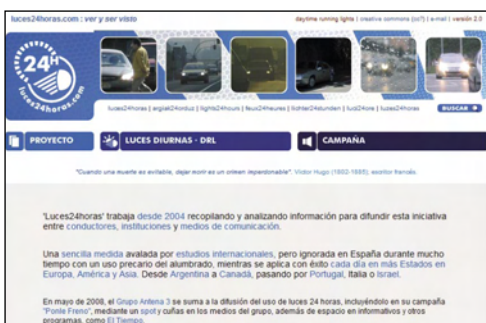 luces24horas.com : ver y ser visto
daytime running lights | creative commons (cc?) | e-mail | versión 2.0
24H
luces24horas.com
luces24horas | argiak24orduz | lights24hours | feux24heures | lichter24stunden | luci24ore | luzes24horas
BUSCAR
PROYECTO
LUCES DIURNAS - DRL
CAMPAÑA
"Cuando una muerte es evitable, dejar morir es un crimen imperdonable". Victor Hugo (1802-1885), escritor francés.
'Luces24horas' trabaja desde 2004 recopilando y analizando información para difundir esta iniciativa
entre conductores, instituciones y medios de comunicación.
Una sencilla medida avalada por estudios internacionales, pero ignorada en España durante mucho
tiempo con un uso precario del alumbrado, mientras se aplica con éxito cada día en más Estados en
Europa, América y Asia. Desde Argentina a Canadá, pasando por Portugal, Italia o Israel.
En mayo de 2008, el Grupo Antena 3 se suma a la difusión del uso de luces 24 horas, incluyéndolo en su campaña
"Ponle Freno", mediante un spot y cuñas en los medios del grupo, además de espacio en informativos y otros
programas, como El Tiempo.